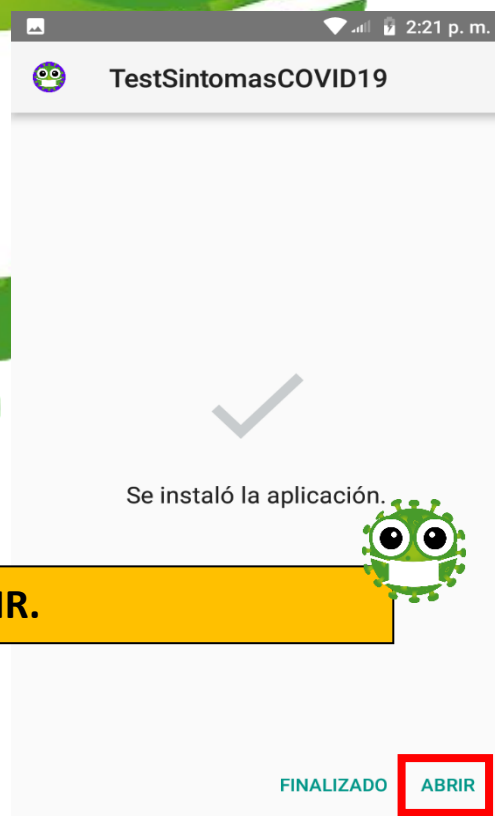 2:21 p. m.
TestSintomasCOVID19
Se instaló la aplicación.
IR.
FINALIZADO ABRIR